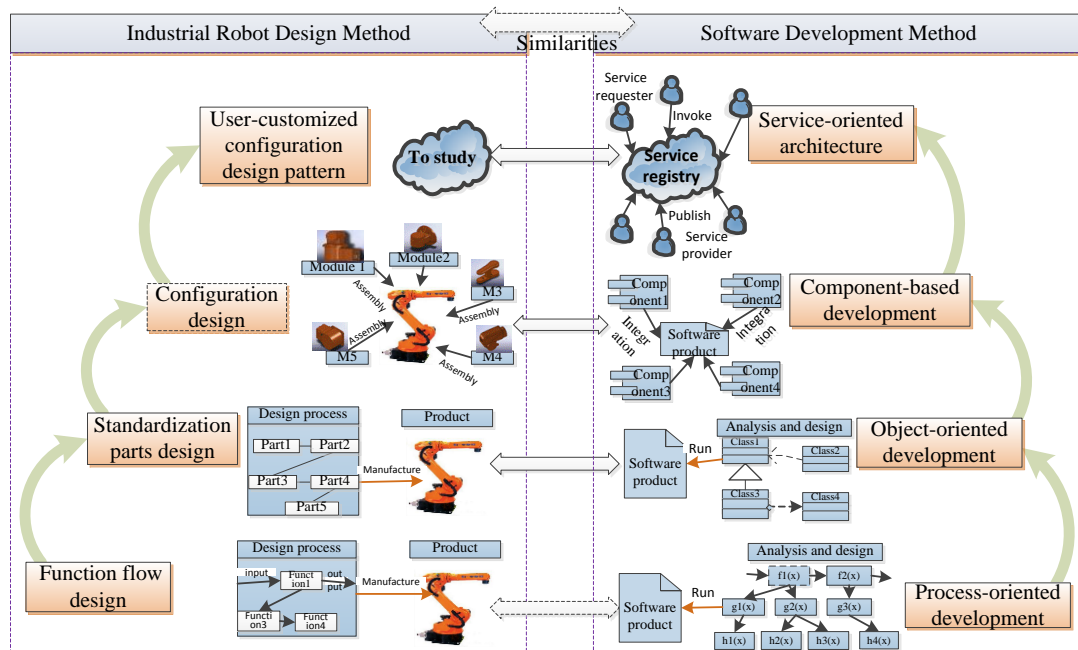 Industrial Robot Design Method
Similarities
Software Development Method
User-customized
configuration
design pattern
To study
Service
requester
Invoke
Service
registry
Publish
Service
provider
Service-oriented
architecture
Configuration
design
Module 1
Module2
M3
M4
M5
Assembly
Assembly
Assembly
Assembly
Comp
onent1
Comp
onent2
Integr
ation
Integra
tion
Software
product
Comp
onent3
Comp
onent4
Component-based
development
Standardization
parts design
Design process
Part1
Part2
Part3
Part4
Part5
Manufacture
Product
Software
product
Run
Analysis and design
Class1
Class2
Class3
Class4
Object-oriented
development
Function flow
design
Design process
input
Funct
ion1
out
put
Functi
on3
Funct
ion4
Manufacture
Product
Software
product
Run
Analysis and design
f1(x)
f2(x)
g1(x)
g2(x)
g3(x)
h1(x)
h2(x)
h3(x)
h4(x)
Process-oriented
development